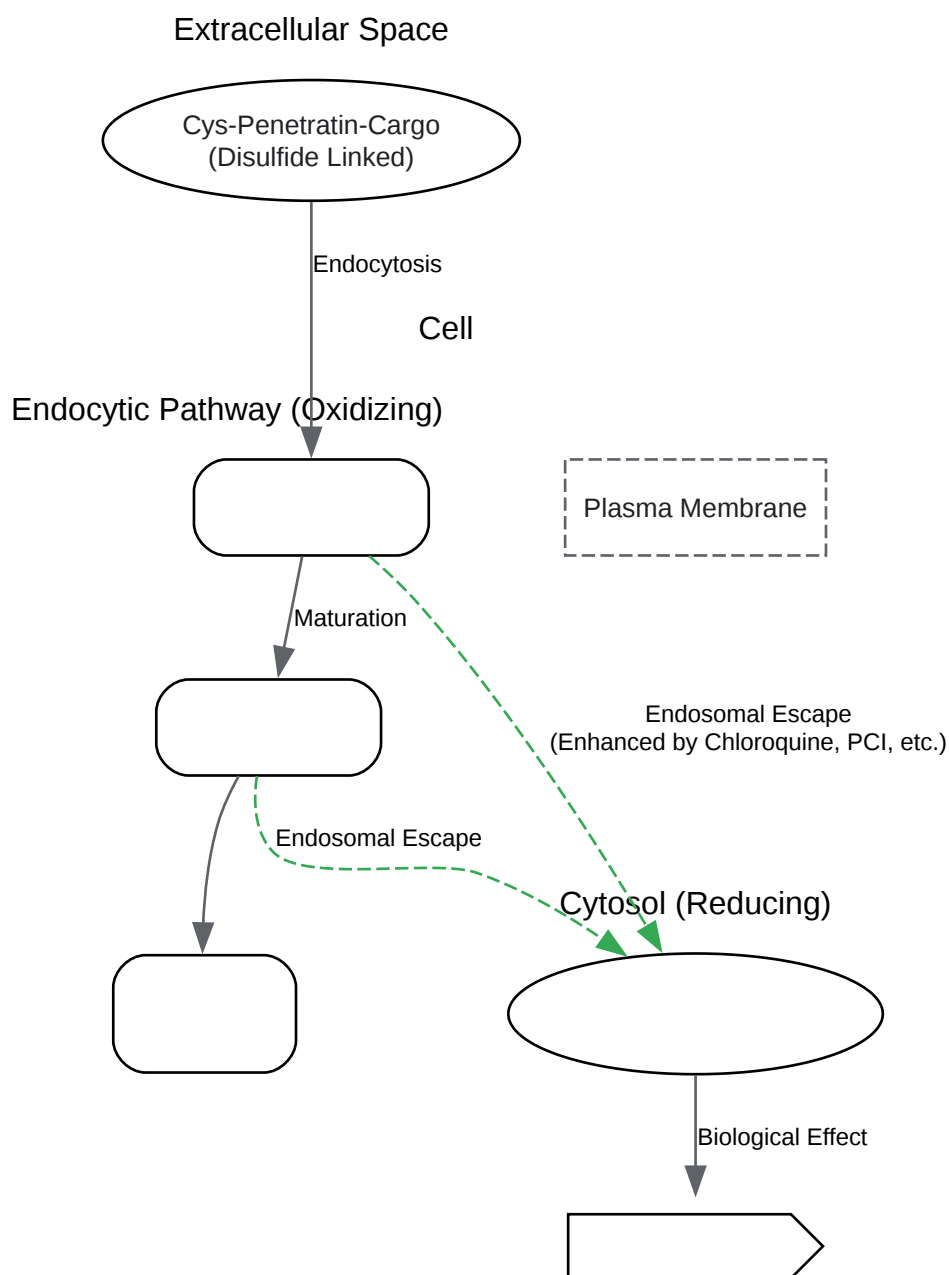 Extracellular Space
Cys-Penetratin-Cargo
(Disulfide Linked)
Endocytosis
Cell
Endocytic Pathway (Oxidizing)
Plasma Membrane
Maturation
Endosomal Escape
(Enhanced by Chloroquine, PCI, etc.)
Endosomal Escape
Cytosol (Reducing)
Biological Effect